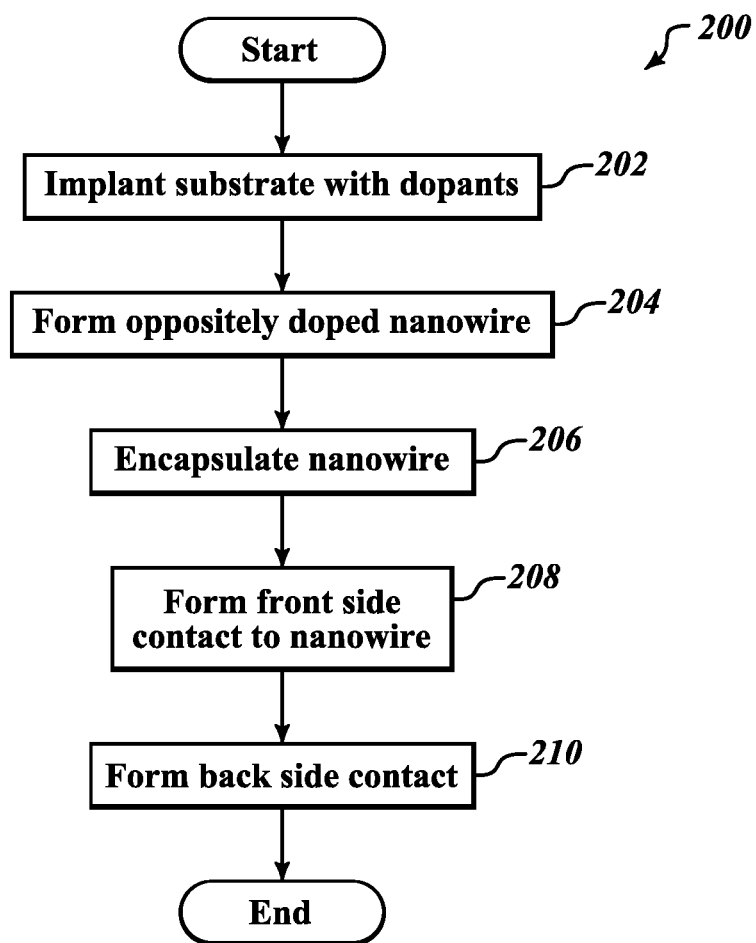 200
Start
Implant substrate with dopants
202
Form oppositely doped nanowire
204
Encapsulate nanowire
206
Form front side
contact to nanowire
208
Form back side contact
210
End